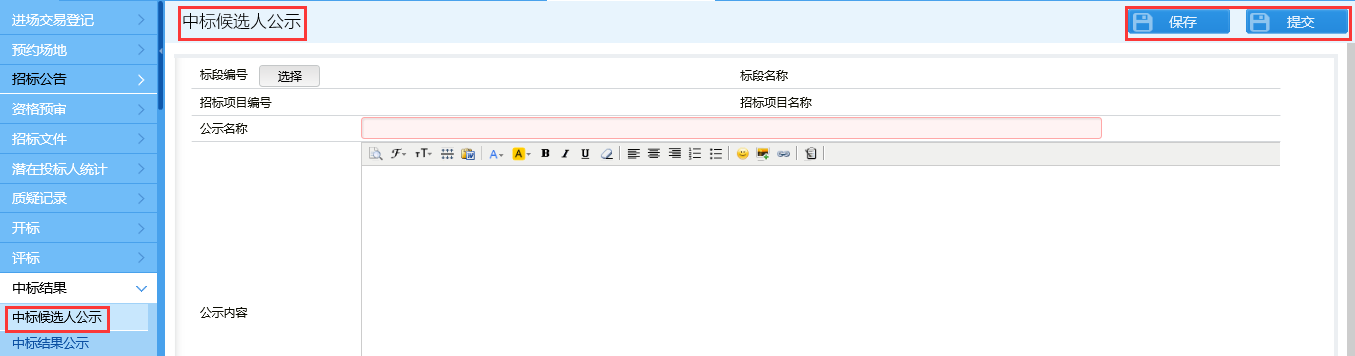 进场交易登记
预约场地
招标公告
资格预审
招标文件
潜在投标人统计
质疑记录
开标
评标
中标结果
中标候选人公示
中标结果公示
中标候选人公示
保存 提交
标段编号 选择 标段名称
招标项目编号 招标项目名称
公示名称
公示内容